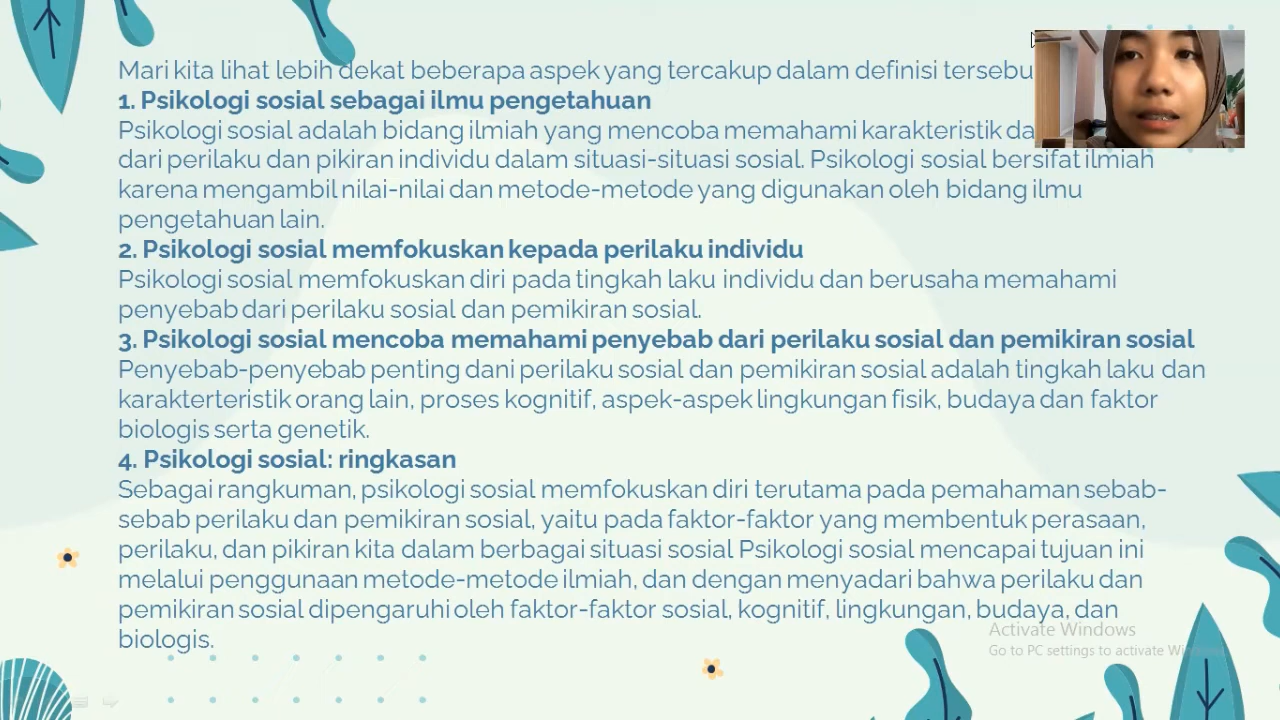 Mari kita lihat lebih dekat beberapa aspek yang tercakup dalam definisi
1. Psikologi sosial sebagai ilmu pengetahuan
Psikologi sosial adalah bidang ilmiah yang mencoba memahami karakteristik
dari perilaku dan pikiran individu dalam situasi-situasi sosial. Psikologi sosial bersifat ilmiah
karena mengambil nilai-nilai dan metode-metode yang digunakan oleh bidang ilmu
pengetahuan lain.
2. Psikologi sosial memfokuskan kepada perilaku individu
Psikologi sosial memfokuskan diri pada tingkah laku individu dan berusaha memahami
penyebab dari perilaku sosial dan pemikiran sosial.
3. Psikologi sosial mencoba memahami penyebab dari perilaku sosial dan pemikiran sosial
Penyebab-penyebab penting dani perilaku sosial dan pemikiran sosial adalah tingkah laku dan
karakterteristik orang lain, proses kognitif, aspek-aspek lingkungan fisik, budaya dan faktor
biologis serta genetik.
4. Psikologi sosial: ringkasan
Sebagai rangkuman, psikologi sosial memfokuskan diri terutama pada pemahaman sebab-
sebab perilaku dan pemikiran sosial, yaitu pada faktor-faktor yang membentuk perasaan,
perilaku, dan pikiran kita dalam berbagai situasi sosial Psikologi sosial mencapai tujuan ini
melalui penggunaan metode-metode ilmiah, dan dengan menyadari bahwa perilaku dan
pemikiran sosial dipengaruhi oleh faktor-faktor sosial, kognitif, lingkungan, budaya, dan
biologis.
Activate Windows
Go to PC settings to activate Windows.